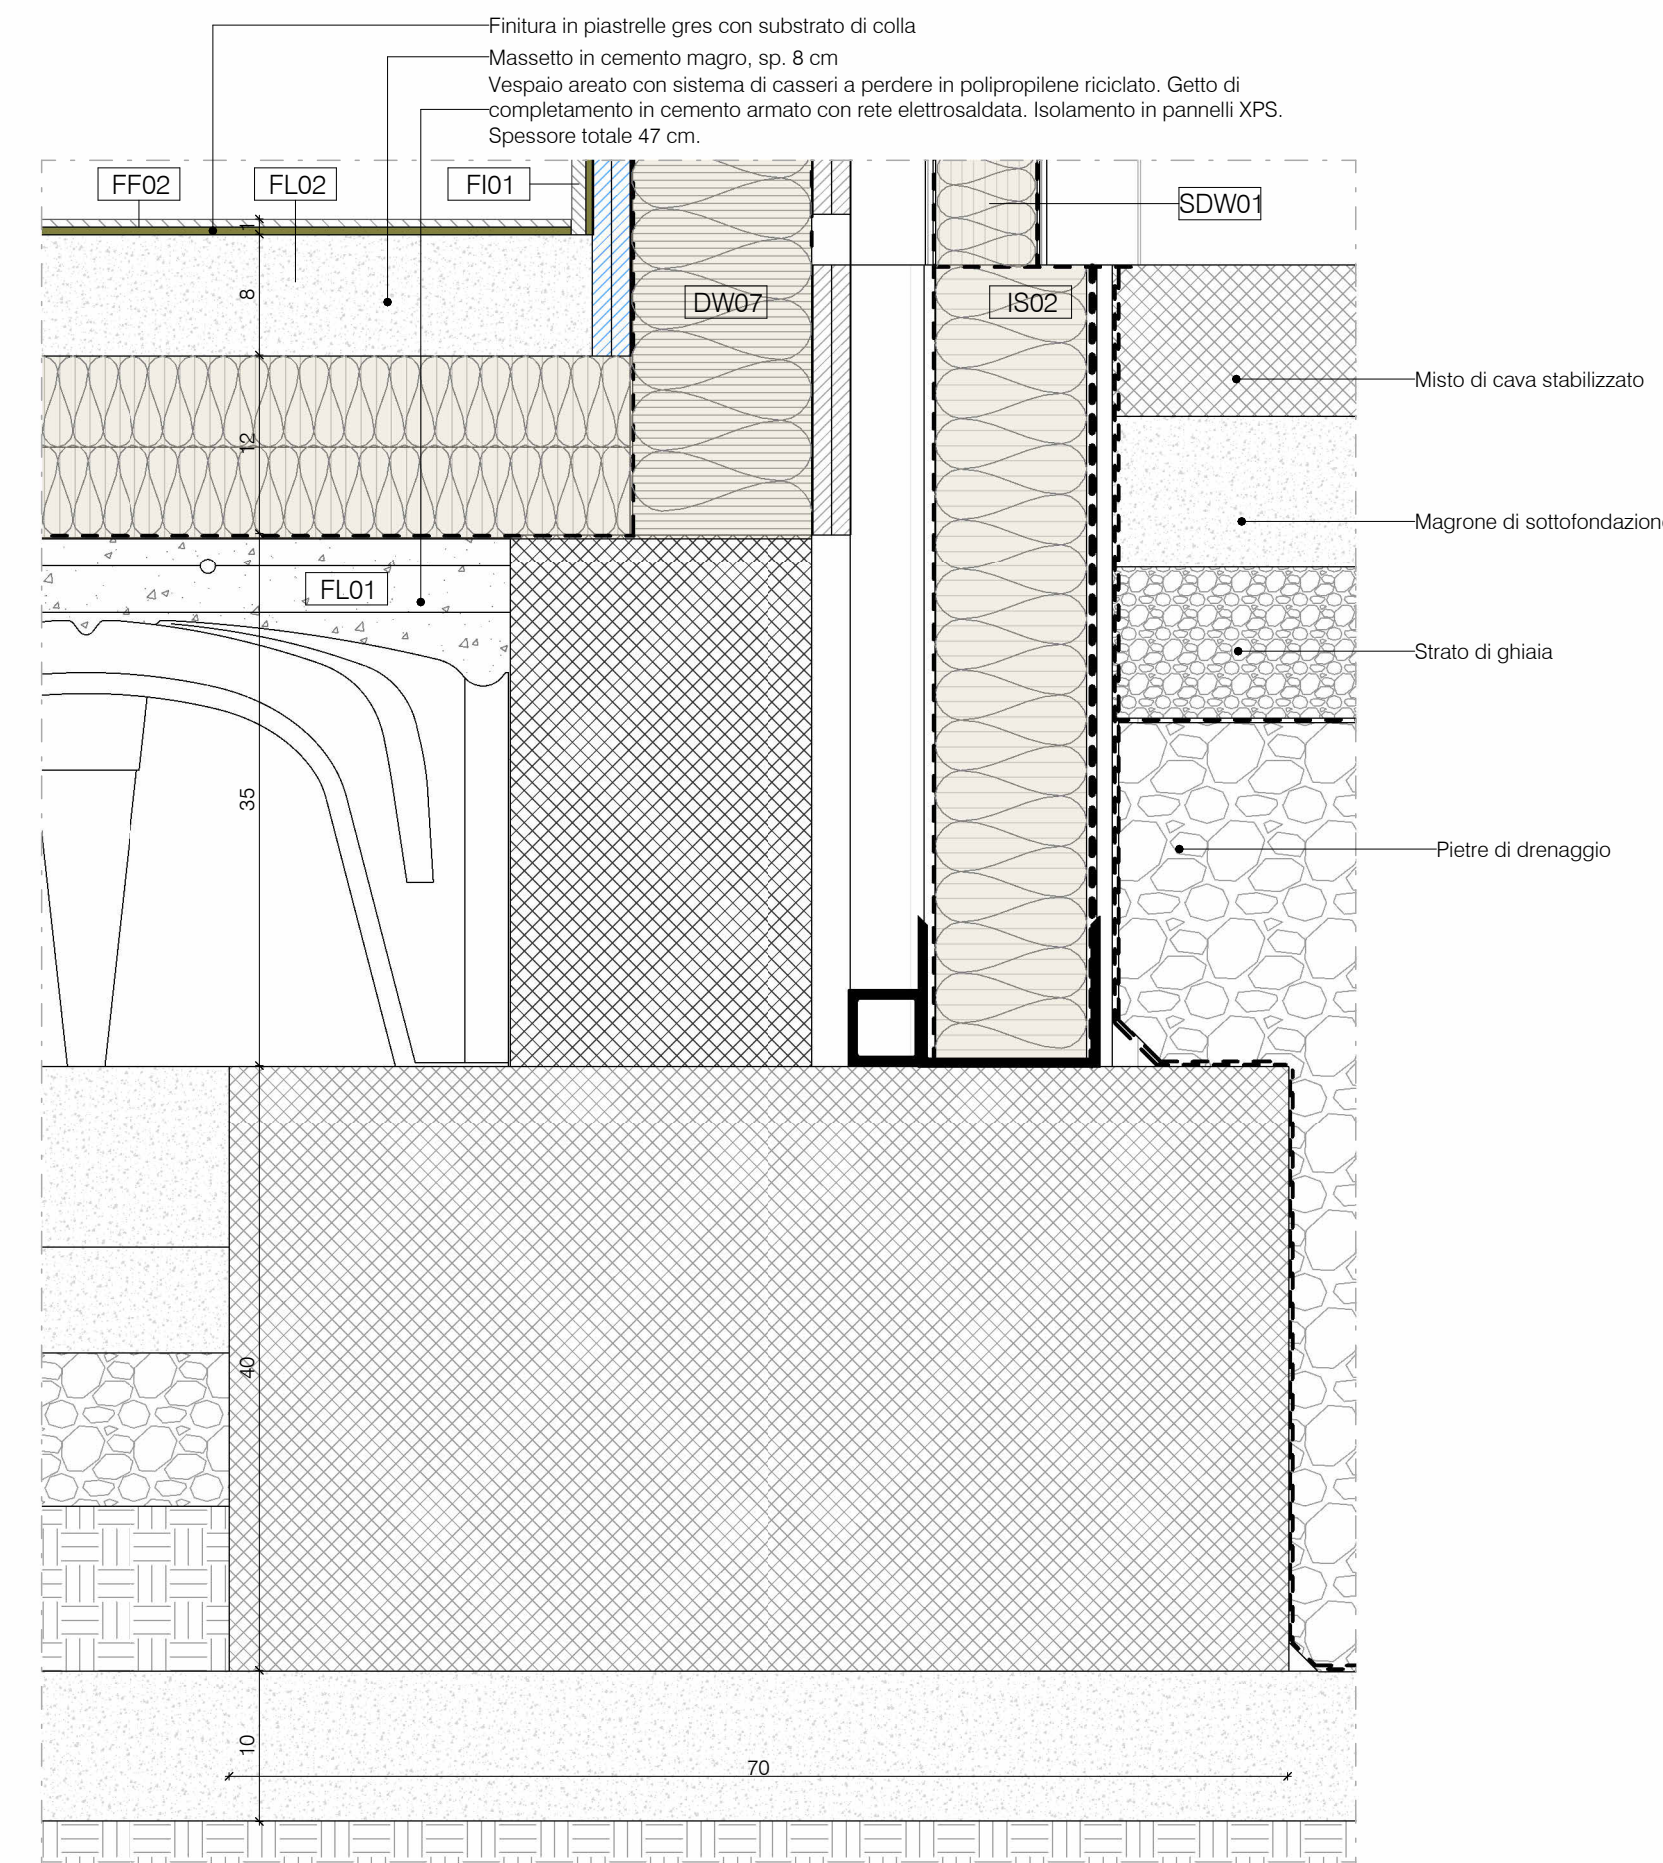 Finitura in piastrelle gres con substrato di colla
Massetto in cemento magro, sp. 8 cm
Vespaio areato con sistema di casseri a perdere in polipropilene riciclato. Getto di
completamento in cemento armato con rete elettrosaldata. Isolamento in pannelli XPS.
Spessore totale 47 cm.
FF02
FL02
FI01
SDW01
1
8
DW07
IS02
Misto di cava stabilizzato
12
Magrone di sottofondazione
FL01
Strato di ghiaia
35
Pietre di drenaggio
40
10
70